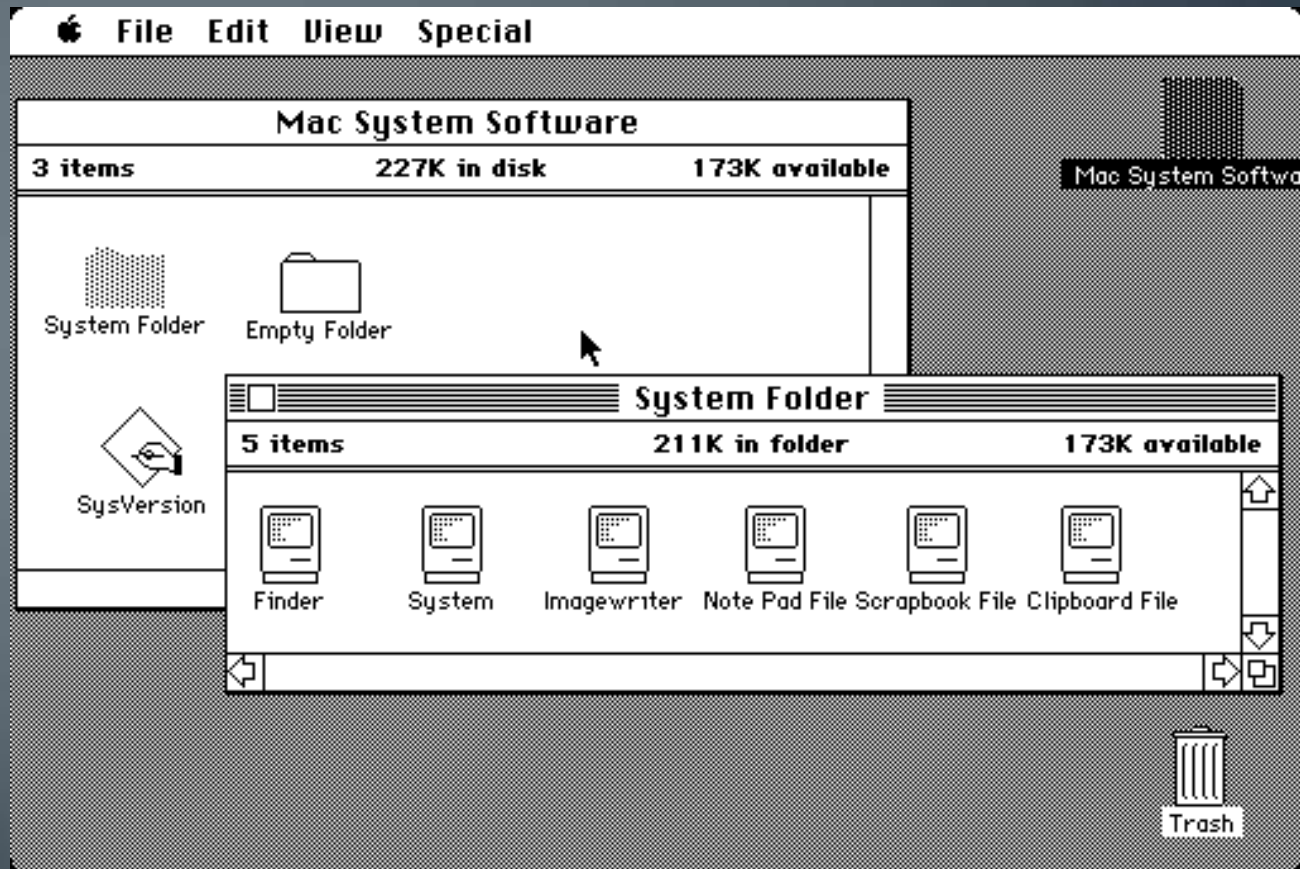 File Edit View Special
Mac System Software
3 items 227K in disk 173K available
Mac System Softwa
System Folder
Empty Folder
SysVersion
System Folder
5 items 211K in folder 173K available
Finder System Imagewriter Note Pad File Scrapbook File Clipboard File
Trash